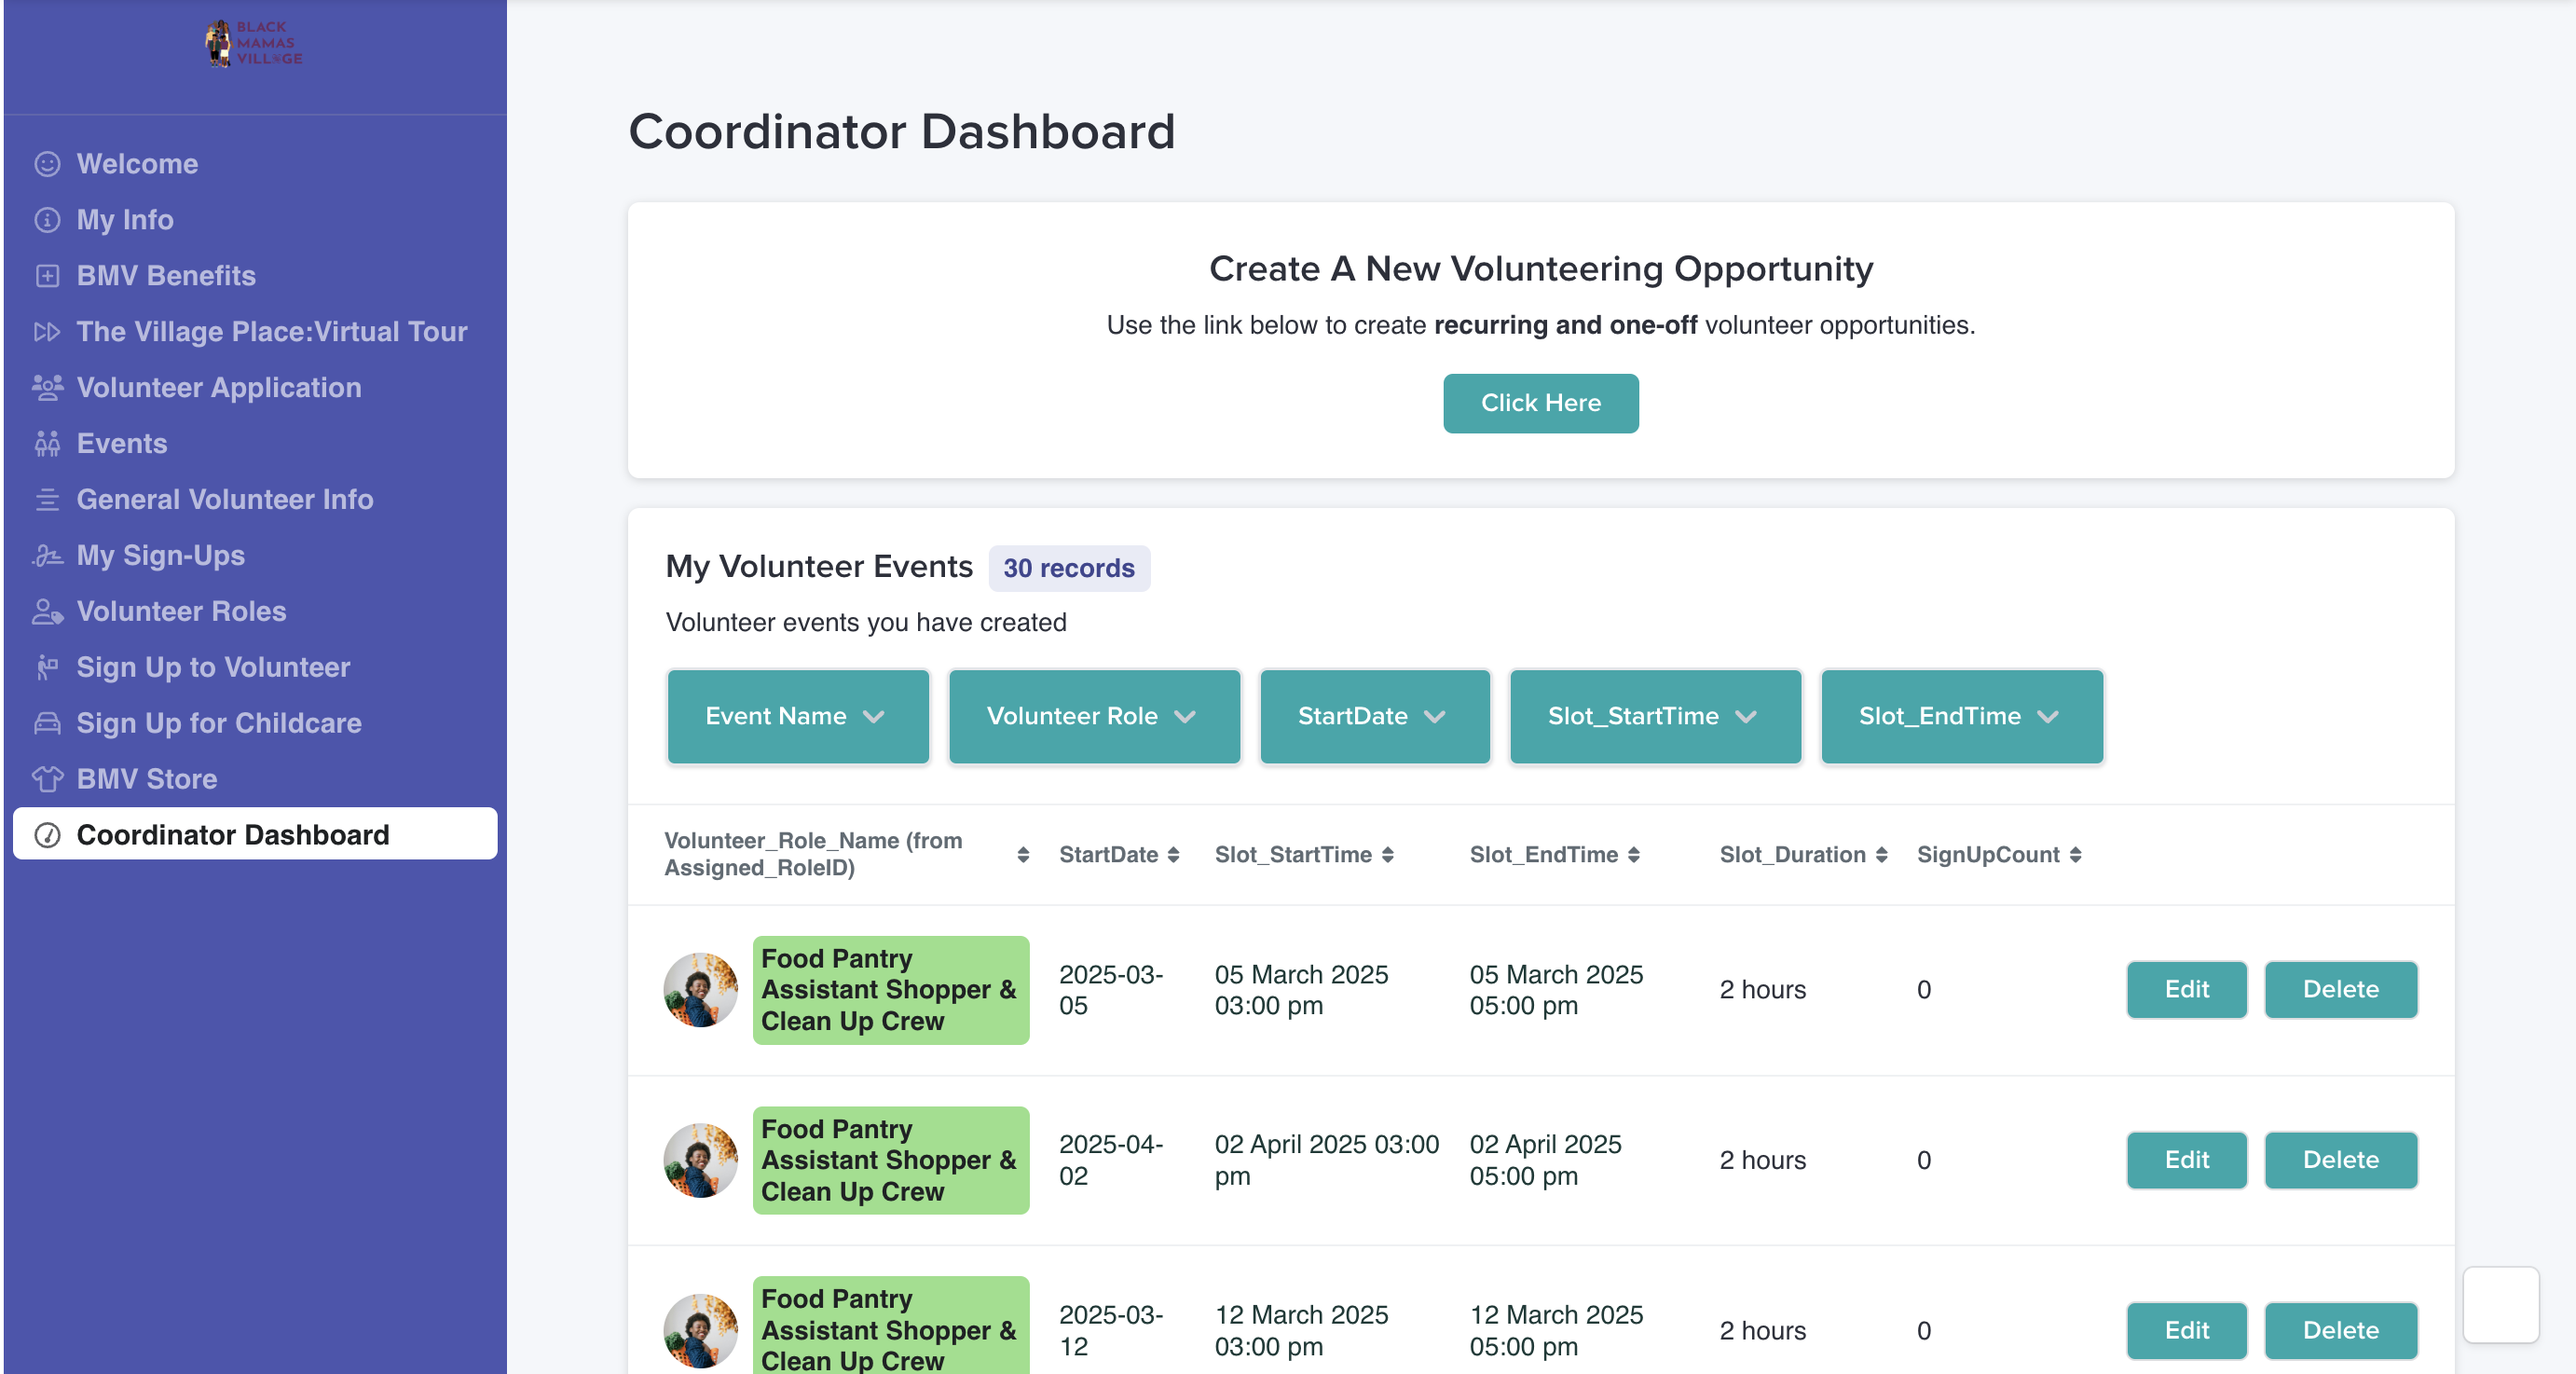 BLACK
MAMAS
VILLAGE
Welcome
My Info
BMV Benefits
The Village Place:Virtual Tour
Volunteer Application
Events
General Volunteer Info
My Sign-Ups
Volunteer Roles
Sign Up to Volunteer
Sign Up for Childcare
BMV Store
Coordinator Dashboard
Coordinator Dashboard
Create A New Volunteering Opportunity
Use the link below to create recurring and one-off volunteer opportunities.
Click Here
My Volunteer Events 30 records
Volunteer events you have created
Event Name Volunteer Role StartDate Slot_StartTime Slot_EndTime
Volunteer_Role_Name (from
Assigned_RoleID)
StartDate Slot_StartTime Slot_EndTime Slot_Duration SignUpCount
Food Pantry
Assistant Shopper &
Clean Up Crew
2025-03-
05
05 March 2025
03:00 pm
05 March 2025
05:00 pm
2 hours
0
Edit Delete
Food Pantry
Assistant Shopper &
Clean Up Crew
2025-04-
02
02 April 2025 03:00
pm
02 April 2025
05:00 pm
2 hours
0
Edit Delete
Food Pantry
Assistant Shopper &
Clean Up Crew
2025-03-
12
12 March 2025
03:00 pm
12 March 2025
05:00 pm
2 hours
0
Edit Delete